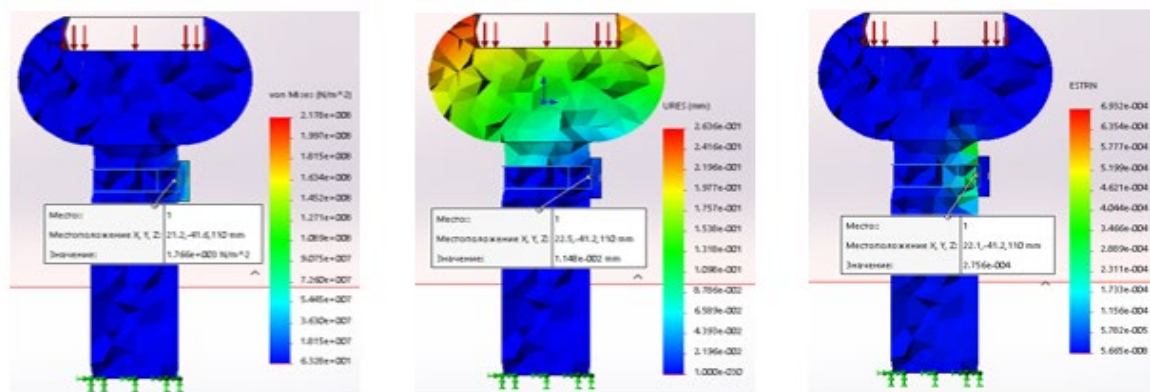 von Mises (N/m^2)
2.178e+008
1.997e+008
1.815e+008
1.634e+008
1.452e+008
1.271e+008
1.089e+008
9.075e+007
7.260e+007
5.445e+007
3.630e+007
1.815e+007
6.328e+001
Место: 1
Местоположение X, Y, Z: 21.2,-41.6,110 mm
Значение: 1.766e+003 N/m^2
URES (mm)
2.636e-001
2.416e-001
2.196e-001
1.977e-001
1.757e-001
1.538e-001
1.318e-001
1.098e-001
8.786e-002
6.589e-002
4.393e-002
2.196e-002
1.000e-030
Место: 1
Местоположение X, Y, Z: 22.5,-41.2,110 mm
Значение: 1.148e-002 mm
ESTRN
6.932e-004
6.354e-004
5.777e-004
5.199e-004
4.621e-004
4.044e-004
3.466e-004
2.889e-004
2.311e-004
1.733e-004
1.156e-004
5.782e-005
5.665e-008
Место: 1
Местоположение X, Y, Z: 22.1,-41.2,110 mm
Значение: 2.756e-004